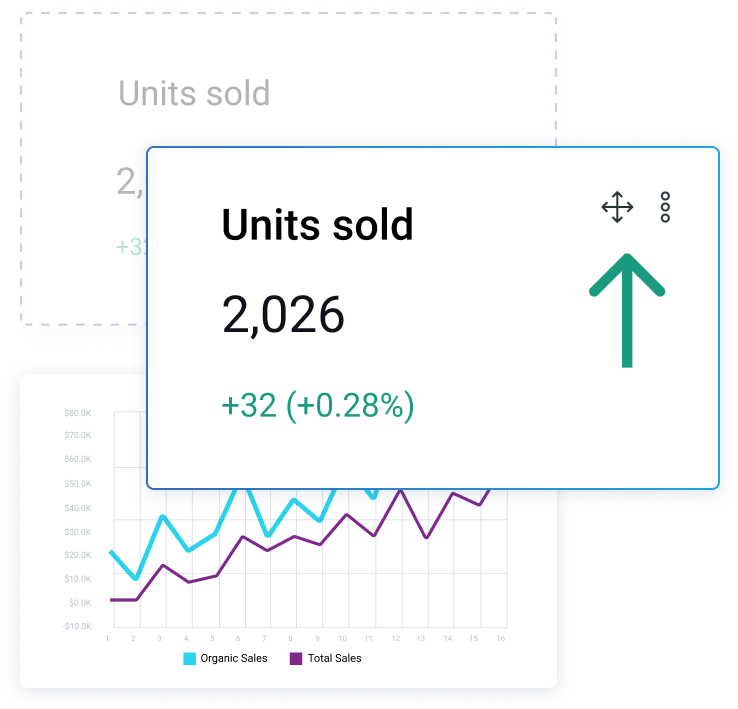 Units sold
2,
+32
Units sold
2,026
+32 (+0.28%)
$80.0K
$70.0K
$60.0K
$50.0K
$40.0K
$30.0K
$20.0K
$10.0K
$0.0K
-$10.0K
1 2 3 4 5 6 7 8 9 10 11 12 13 14 15 16
Organic Sales Total Sales